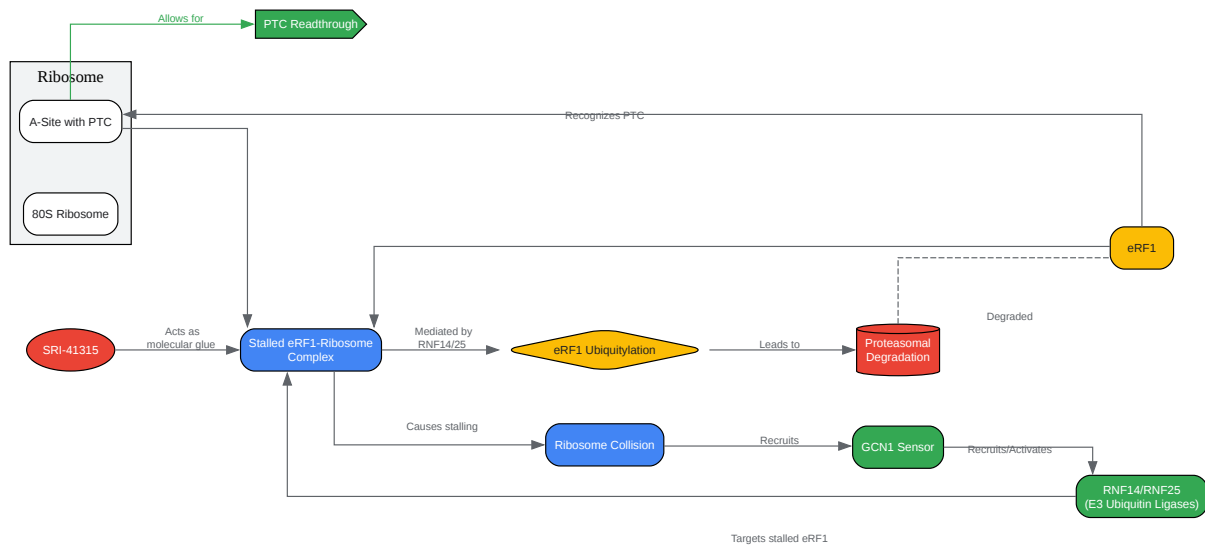 Allows for
PTC Readthrough
Ribosome
A-Site with PTC
Recognizes PTC
80S Ribosome
eRF1
Degraded
SRI-41315
Acts as
molecular glue
Stalled eRF1-Ribosome
Complex
Mediated by
RNF14/25
eRF1 Ubiquitylation
Leads to
Proteasomal
Degradation
Causes stalling
Ribosome Collision
Recruits
GCN1 Sensor
Recruits/Activates
RNF14/RNF25
(E3 Ubiquitin Ligases)
Targets stalled eRF1